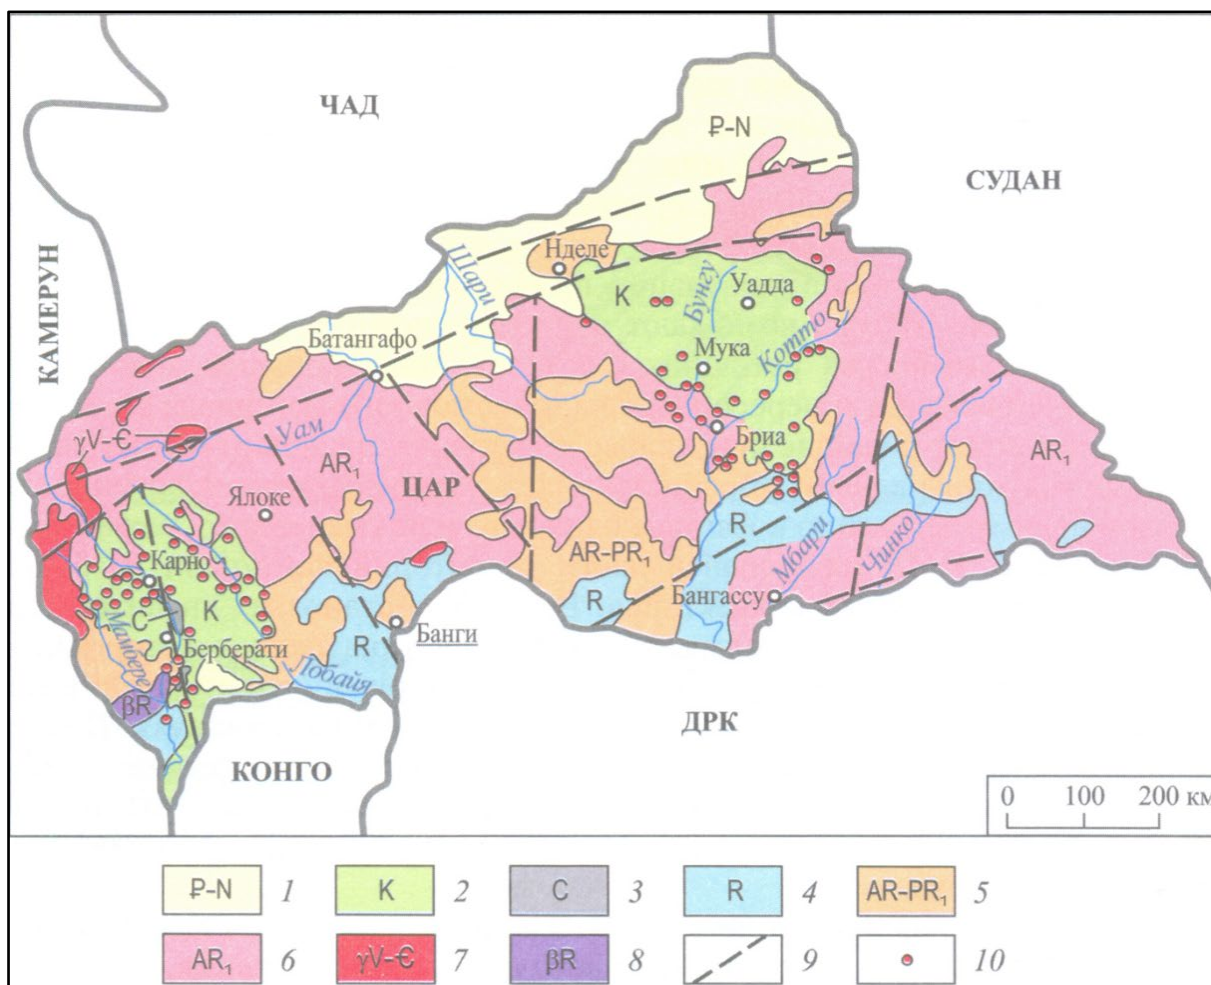 ЧАД
₽-N
СУДАН
КАМЕРУН
Нделе
Шари
K
Бунгу
Уадда
Батангафо
Мука
Котто
γV-Є
Уам
Бриа
AR₁
AR₁
Ялоке
ЦАР
R
AR-PR₁
Мбари
Чинко
Карно
C
K
R
Бангассу
Мамбере
Берберати
R
Банги
βR
Лобайя
ДРК
КОНГО
0 100 200 км
₽-N 1 K 2 C 3 R 4 AR-PR₁ 5
AR₁ 6 γV-Є 7 βR 8 9 10